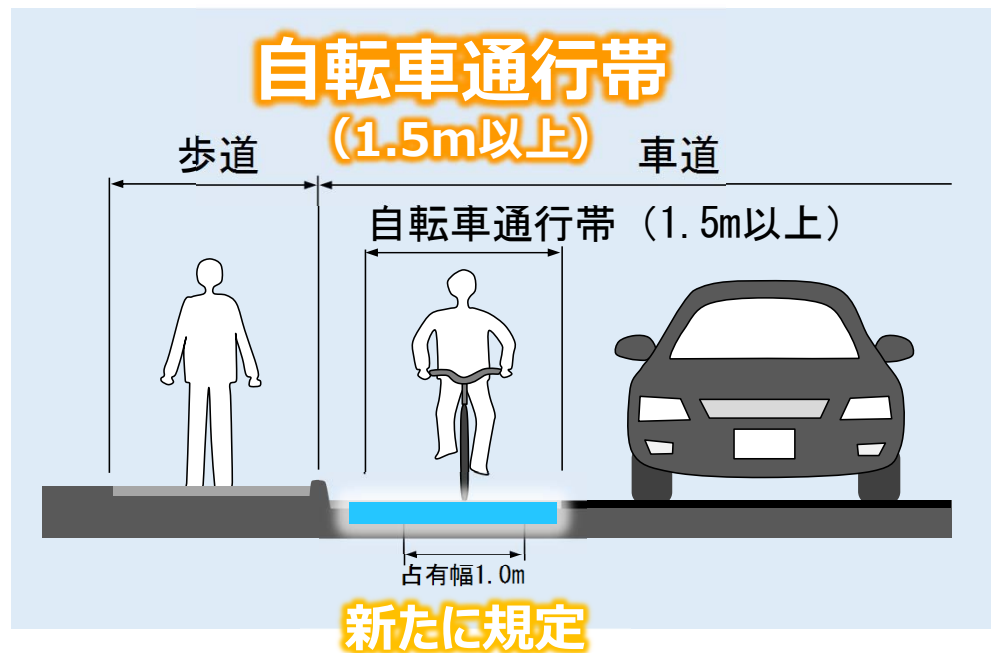 自転車通行帯
（1.5m以上）
歩道
車道
自転車通行帯（1.5m以上）
占有幅1.0m
新たに規定